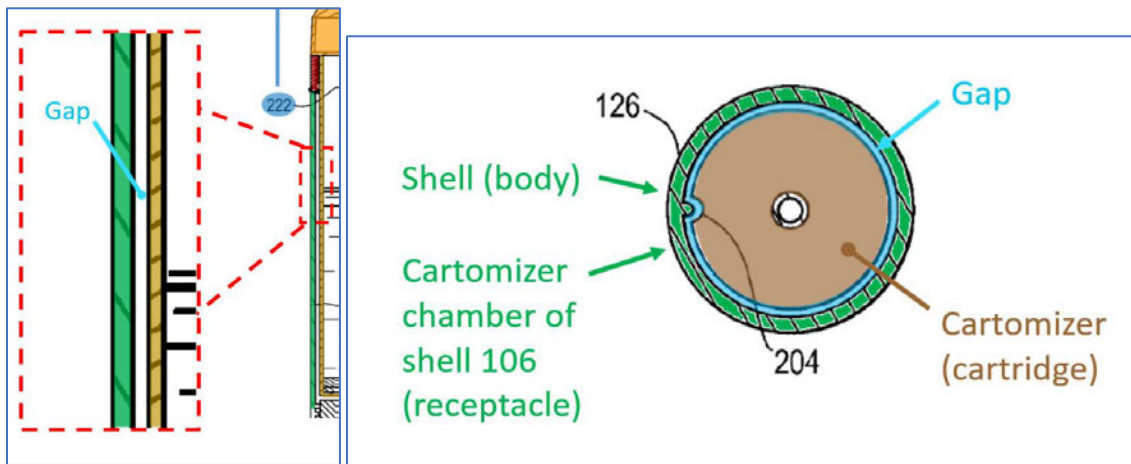 Gap
222
126
Gap
Shell (body)
Cartomizer
chamber of
shell 106
(receptacle)
204
Cartomizer
(cartridge)